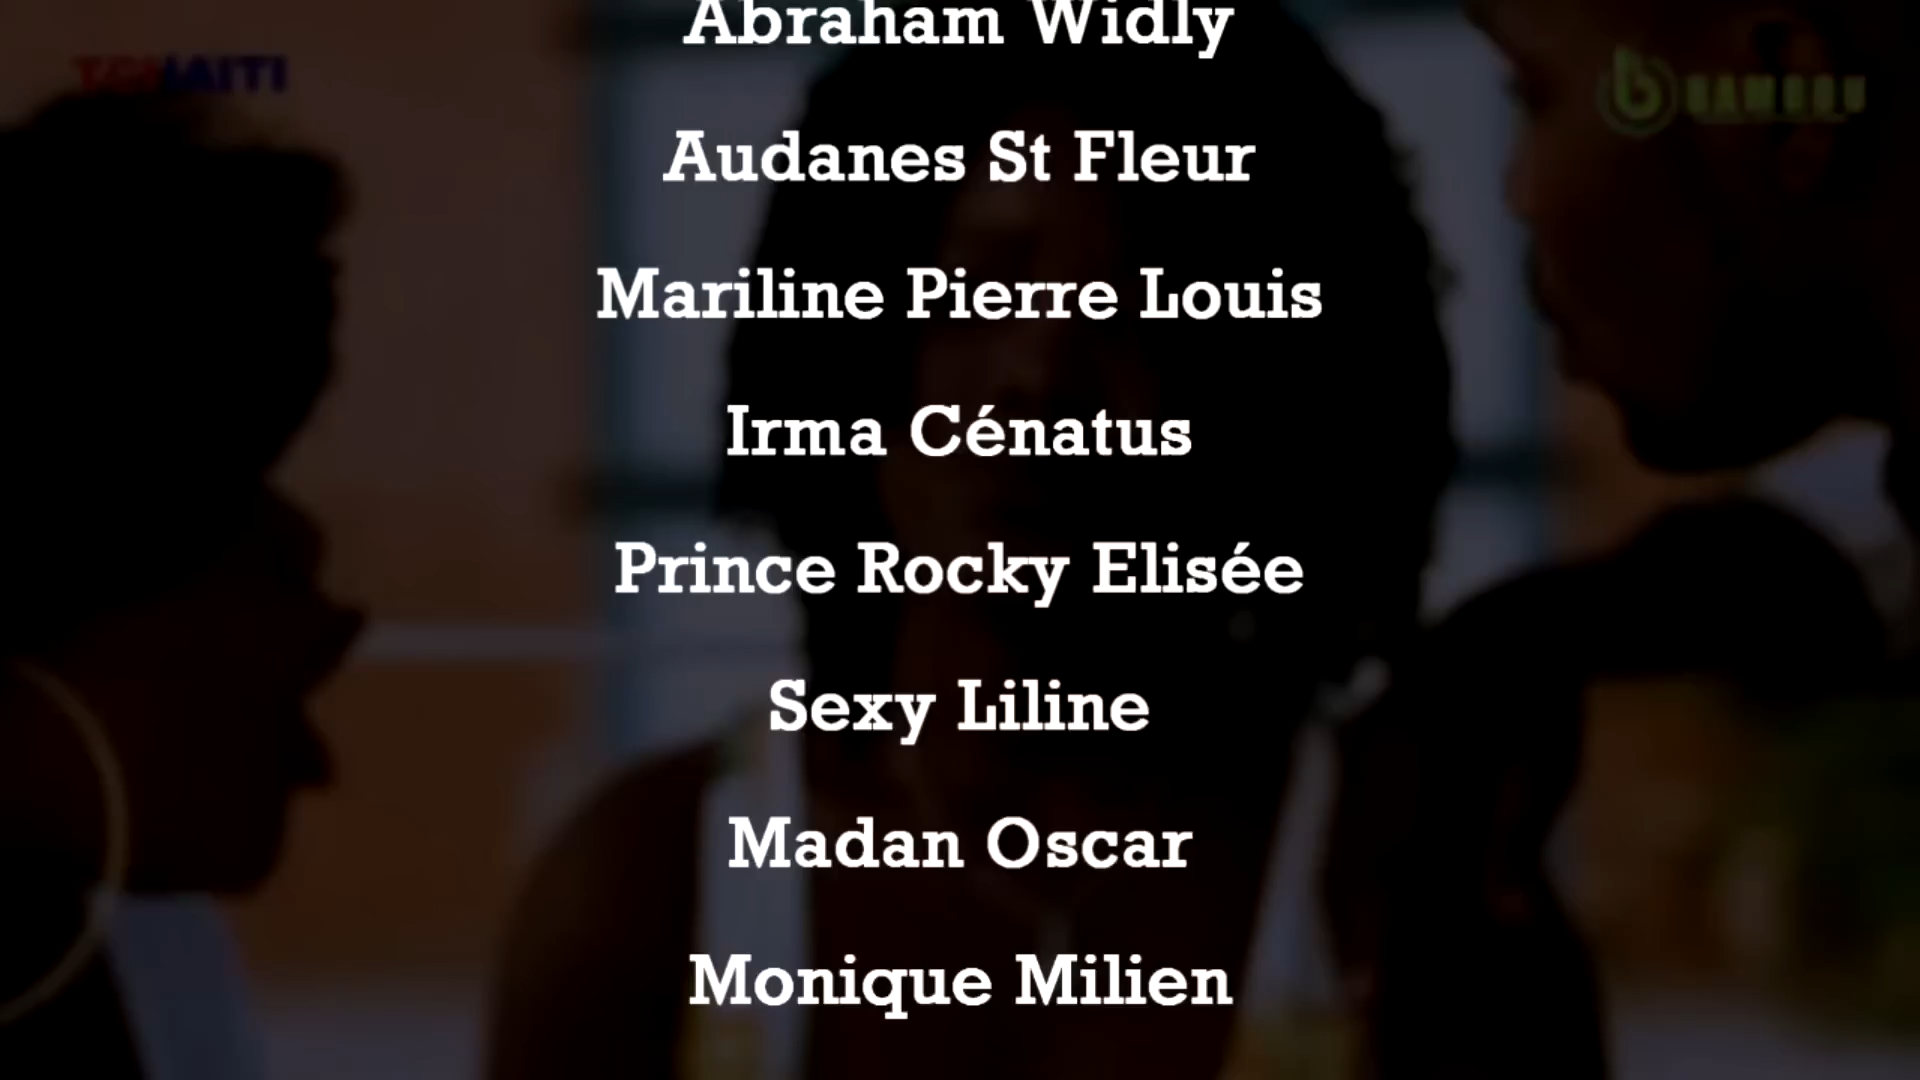 Abraham Widly
Audanes St Fleur
Mariline Pierre Louis
Irma Cénatus
Prince Rocky Elisée
Sexy Liline
Madan Oscar
Monique Milien